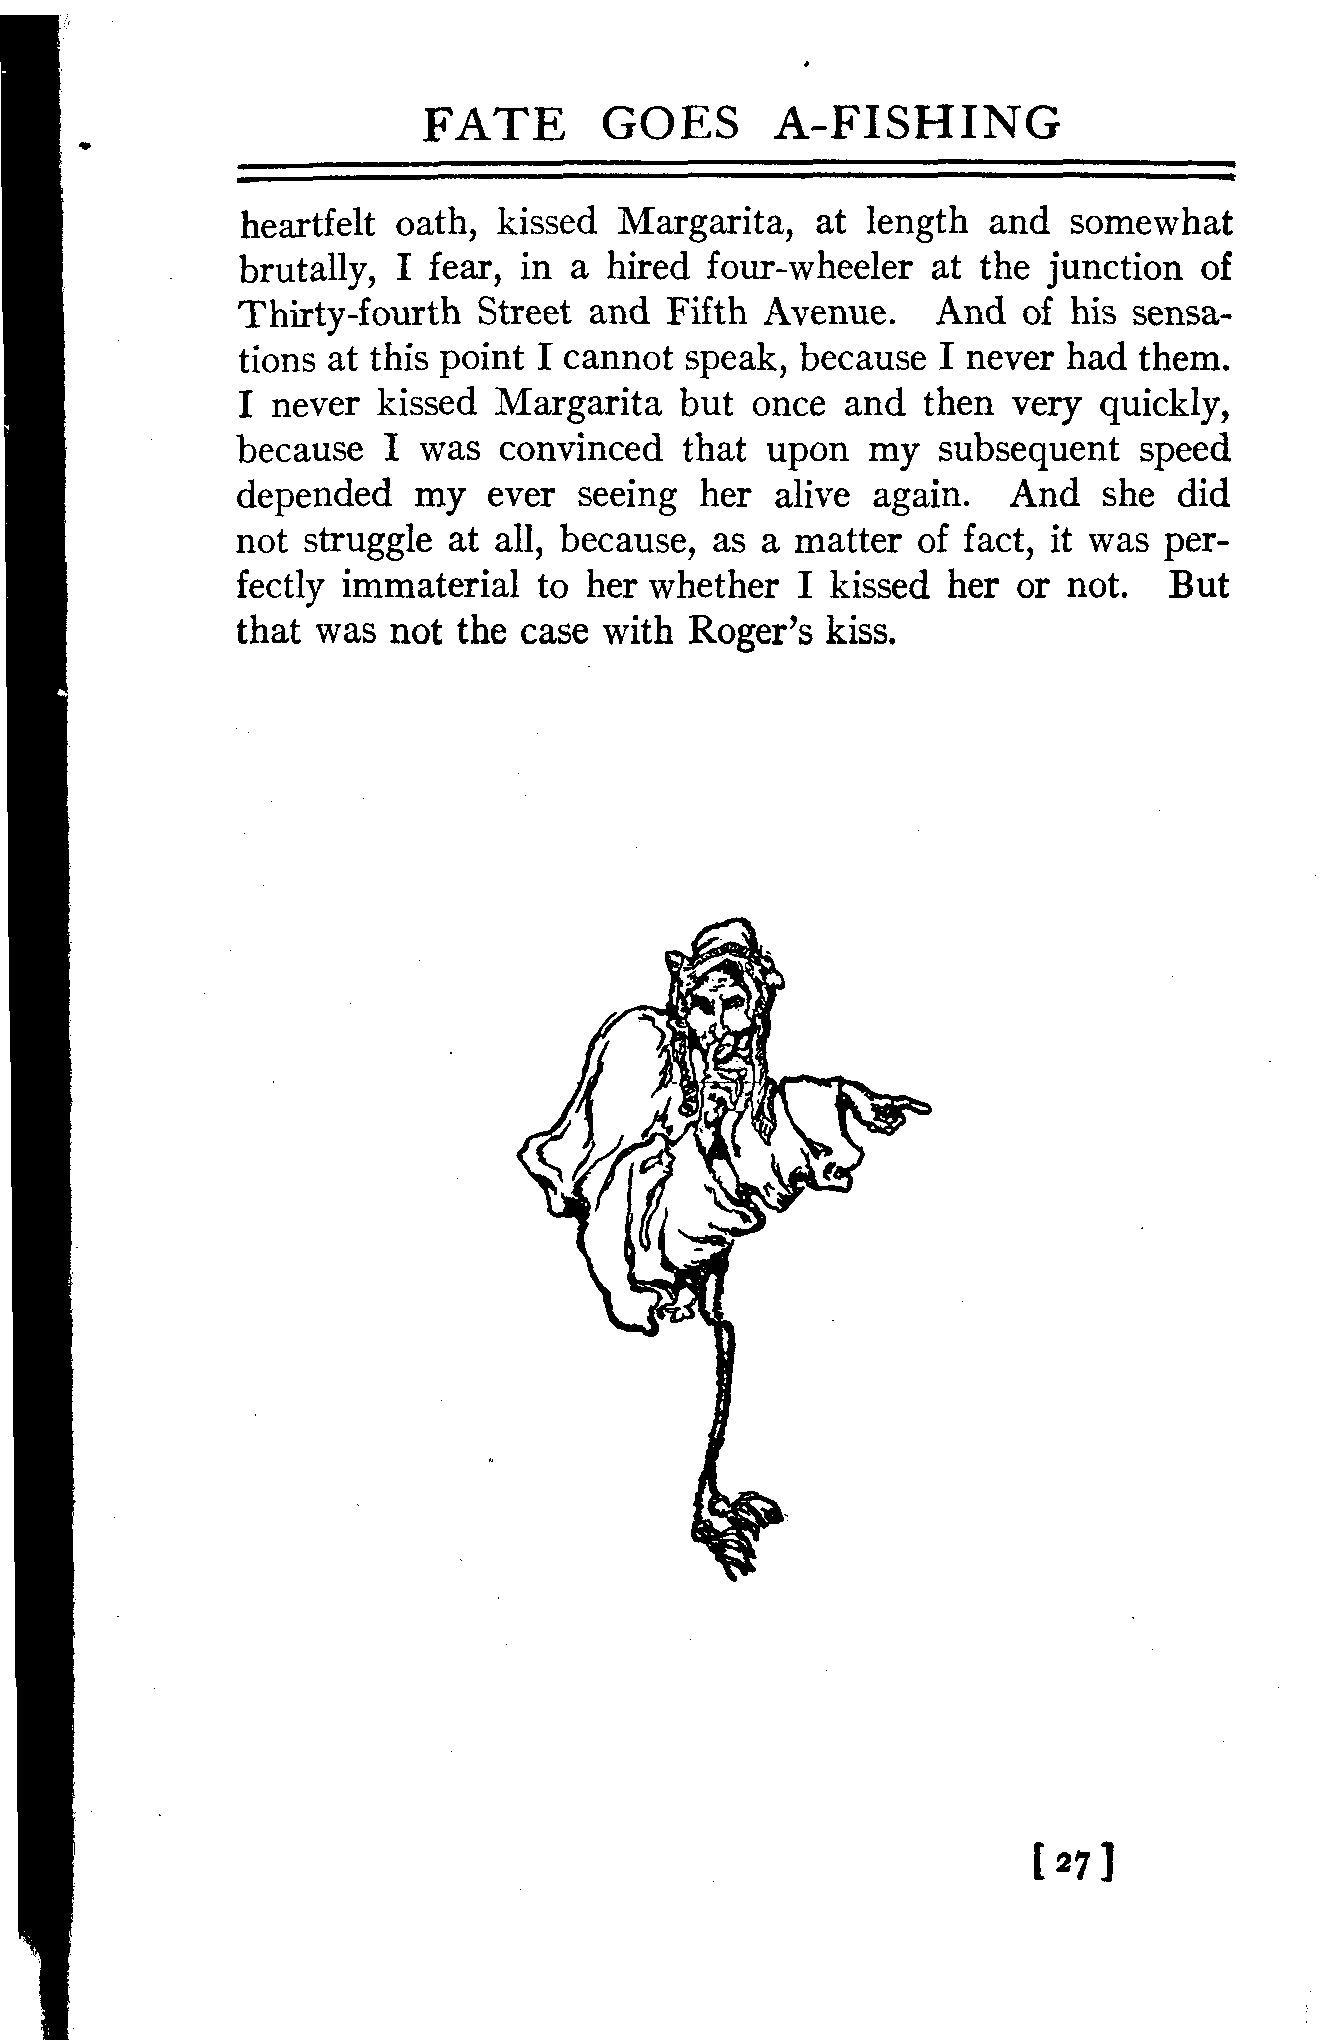 FATE GOES A-FISHING
heartfelt oath, kissed Margarita, at length and somewhat
brutally, I fear, in a hired four-wheeler at the junction of
Thirty-fourth Street and Fifth Avenue. And of his sensa-
tions at this point I cannot speak, because I never had them.
I never kissed Margarita but once and then very quickly,
because I was convinced that upon my subsequent speed
depended my ever seeing her alive again. And she did
not struggle at all, because, as a matter of fact, it was per-
fectly immaterial to her whether I kissed her or not. But
that was not the case with Roger's kiss.
[27]